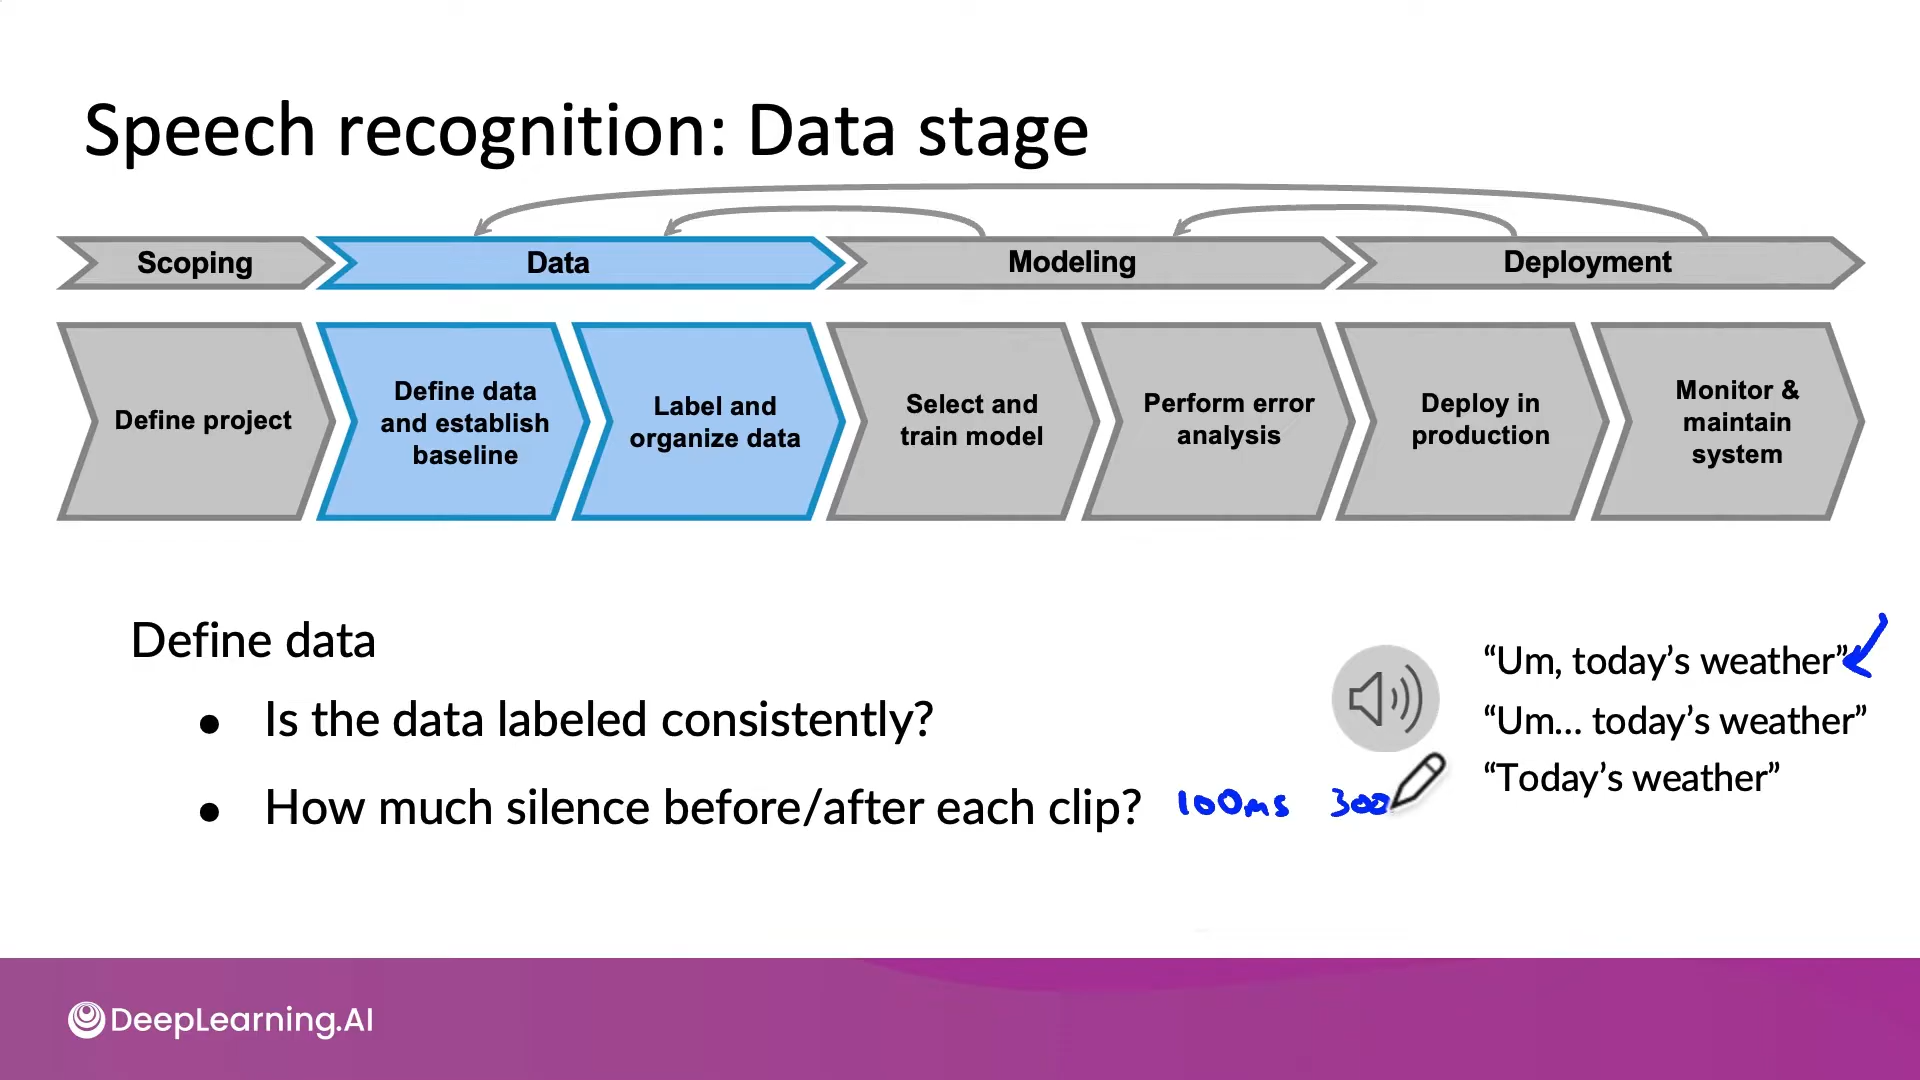 Speech recognition: Data stage
Scoping
Data
Modeling
Deployment
Define project
Define data
and establish
baseline
Label and
organize data
Select and
train model
Perform error
analysis
Deploy in
production
Monitor &
maintain
system
Define data
• Is the data labeled consistently?
• How much silence before/after each clip? 100ms 300
“Um, today’s weather”
“Um... today’s weather”
“Today’s weather”
DeepLearning.AI